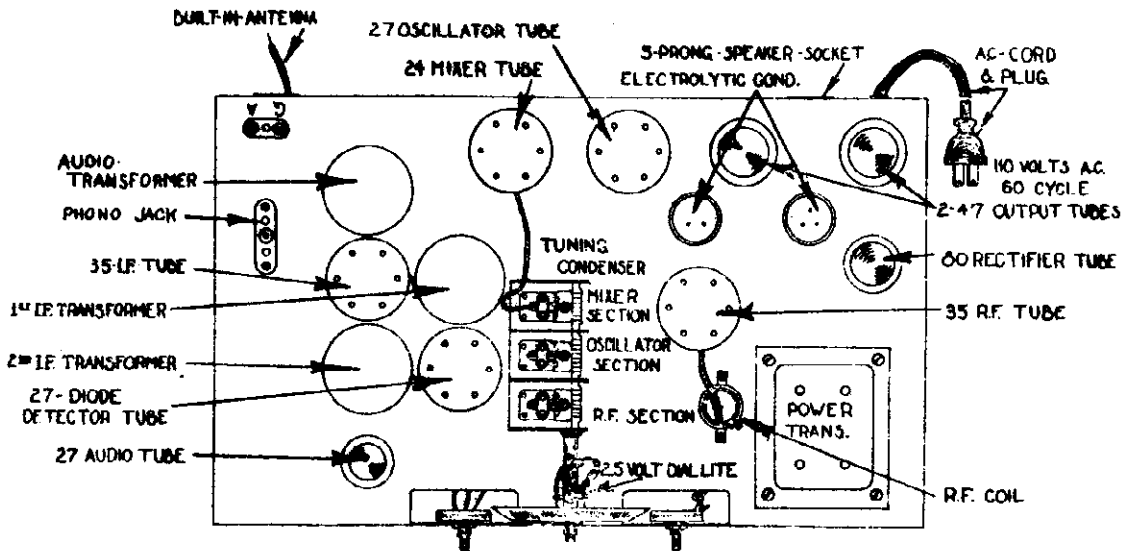 BUILT-IN-ANTENNA
27 OSCILLATOR TUBE
24 MIXER TUBE
5-PRONG-SPEAKER-SOCKET
ELECTROLYTIC COND.
AC-CORD
& PLUG
A G
AUDIO-
TRANSFORMER
PHONO JACK
110 VOLTS A.C.
60 CYCLE
2-47 OUTPUT TUBES
35-I.F. TUBE
TUNING
CONDENSER
80 RECTIFIER TUBE
1ST I.F. TRANSFORMER
MIXER
SECTION
35 R.F. TUBE
2ND I.F. TRANSFORMER
OSCILLATOR
SECTION
27-DIODE
DETECTOR TUBE
R.F. SECTION
POWER
TRANS.
27 AUDIO TUBE
2.5 VOLT DIAL LITE
R.F. COIL